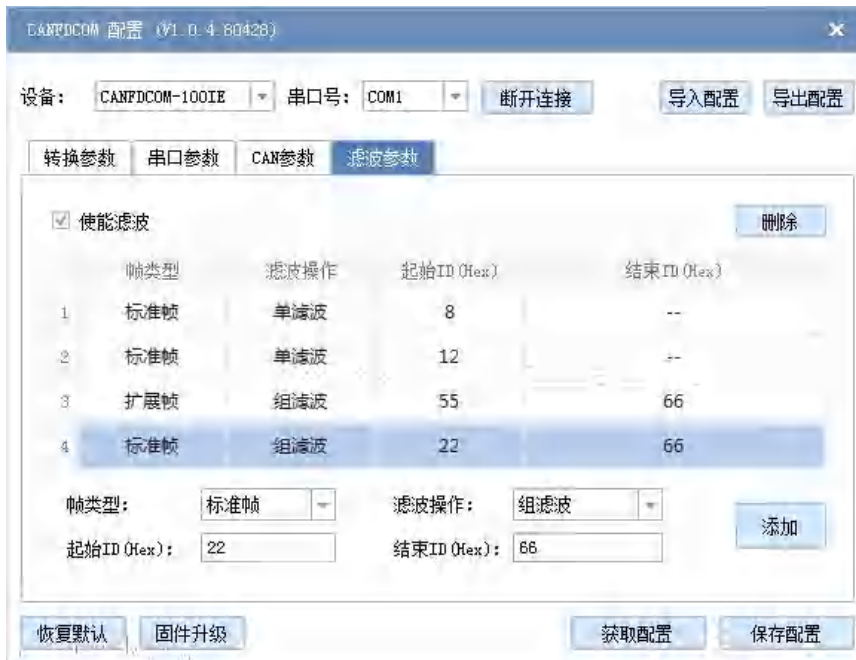 CANFDCOM 配置 (V1.0.4.80428)
设备： CANFDCOM-100IE 串口号： COM1 断开连接 导入配置 导出配置
转换参数 串口参数 CAN参数 滤波参数
使能滤波 删除
帧类型 滤波操作 起始ID(Hex) 结束ID(Hex)
1 标准帧 单滤波 8 --
2 标准帧 单滤波 12 --
3 扩展帧 组滤波 55 66
4 标准帧 组滤波 22 66
帧类型： 标准帧 滤波操作： 组滤波 添加
起始ID(Hex)： 22 结束ID(Hex)： 66
恢复默认 固件升级 获取配置 保存配置